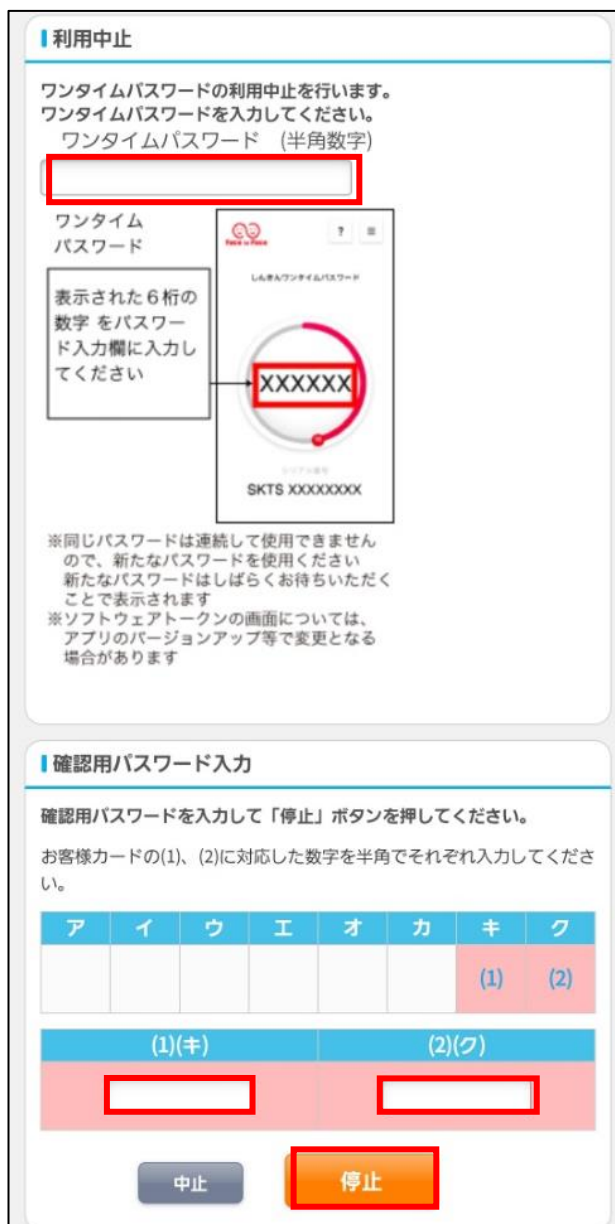 利用中止
ワンタイムパスワードの利用中止を行います。
ワンタイムパスワードを入力してください。
ワンタイムパスワード (半角数字)
ワンタイム
パスワード
表示された6桁の
数字 をパスワー
ド入力欄に入力し
てください
Face to Face
?
≡
しんきんワンタイムパスワード
XXXXXX
シリアル番号
SKTS XXXXXXXX
※同じパスワードは連続して使用できません
ので、新たなパスワードを使用ください
新たなパスワードはしばらくお待ちいただく
ことで表示されます
※ソフトウェアトークンの画面については、
アプリのバージョンアップ等で変更となる
場合があります
確認用パスワード入力
確認用パスワードを入力して「停止」ボタンを押してください。
お客様カードの(1)、(2)に対応した数字を半角でそれぞれ入力してくださ
い。
ア イ ウ エ オ カ キ ク
(1) (2)
(1)(キ) (2)(ク)
中止 停止